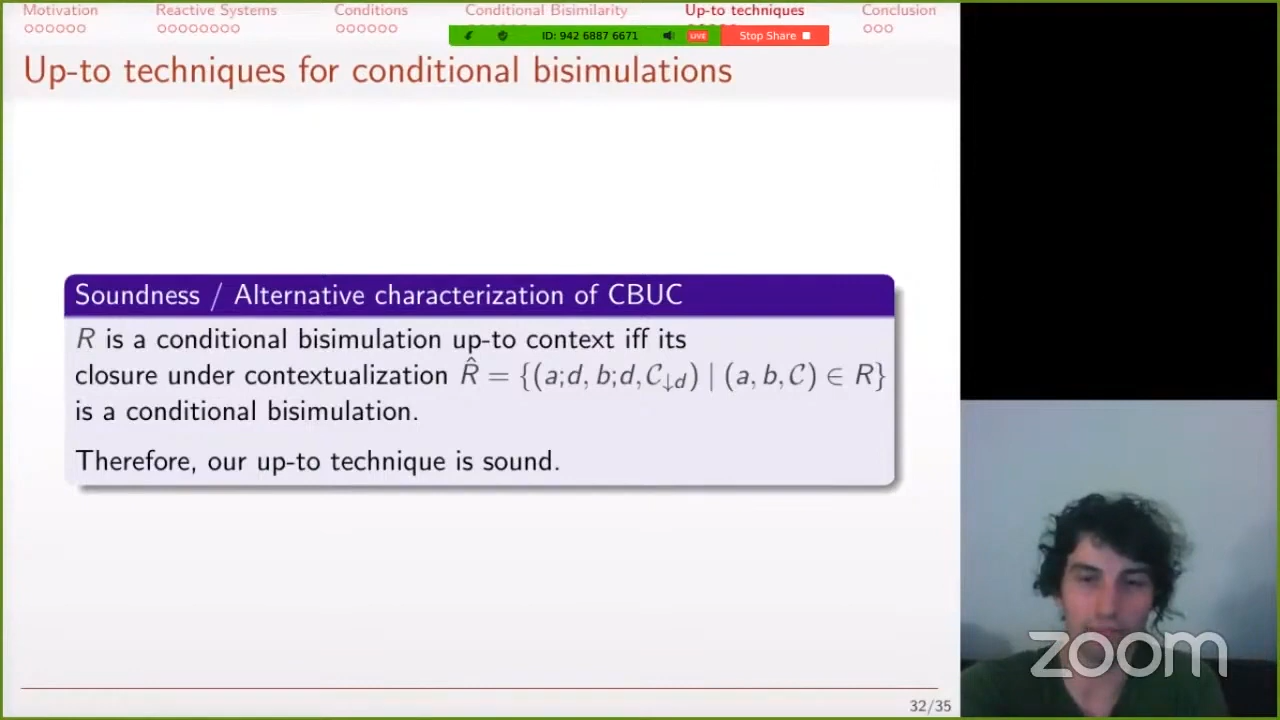 Motivation Reactive Systems Conditions Conditional Bisimilarity Up-to techniques Conclusion
ID: 942 6887 6671 LIVE Stop Share
Up-to techniques for conditional bisimulations
Soundness / Alternative characterization of CBUC
R is a conditional bisimulation up-to context iff its
closure under contextualization R̂ = {(a;d, b;d, 𝒞↓d) | (a, b, 𝒞) ∈ R}
is a conditional bisimulation.
Therefore, our up-to technique is sound.
zoom
32/35